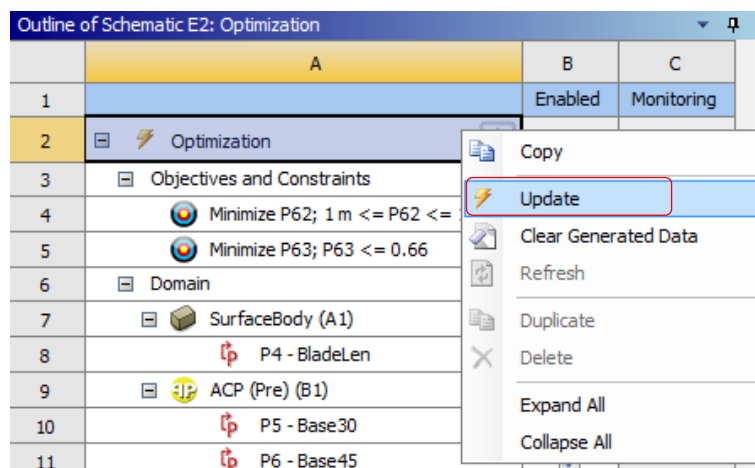 Outline of Schematic E2: Optimization
A B C
1 Enabled Monitoring
2 Optimization
3 Objectives and Constraints
4 Minimize P62; 1 m <= P62 <=
5 Minimize P63; P63 <= 0.66
6 Domain
7 SurfaceBody (A1)
8 P4 - BladeLen
9 ACP (Pre) (B1)
10 P5 - Base30
11 P6 - Base45
Copy
Update
Clear Generated Data
Refresh
Duplicate
Delete
Expand All
Collapse All